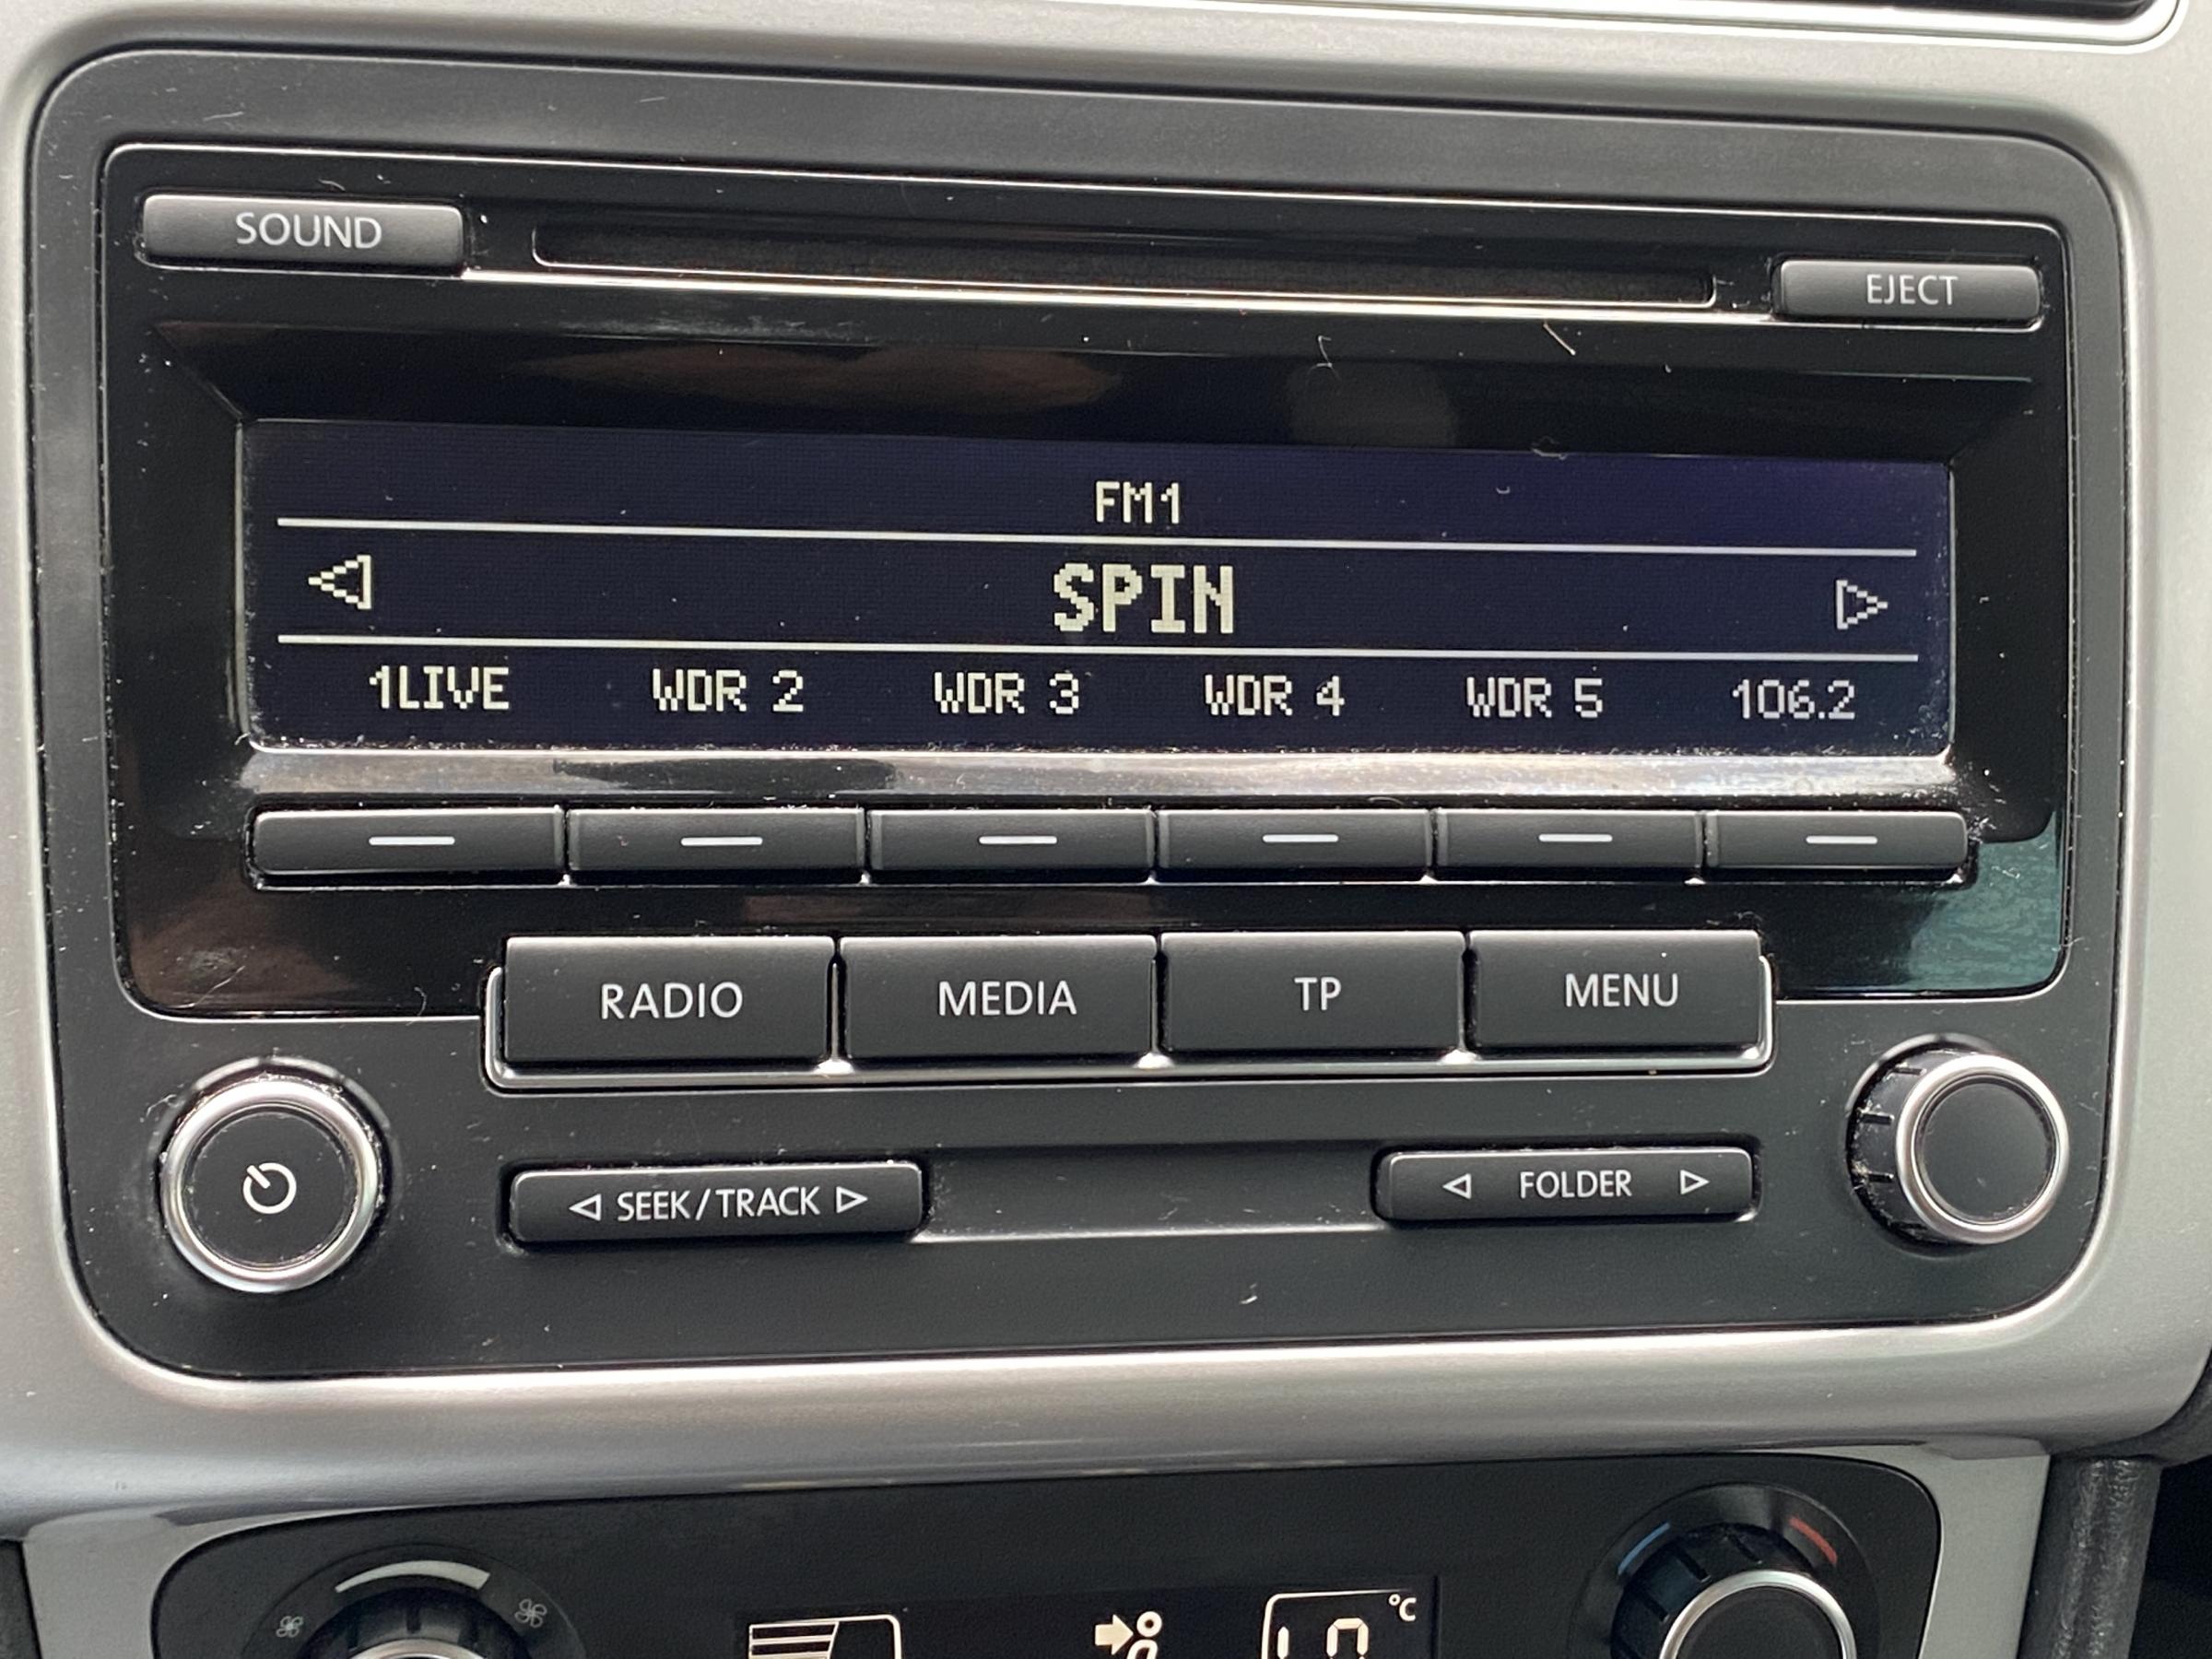 SOUND
EJECT
FM1
SPIN
1LIVE WDR 2 WDR 3 WDR 4 WDR 5 106.2
RADIO MEDIA TP MENU
SEEK/TRACK FOLDER
°C